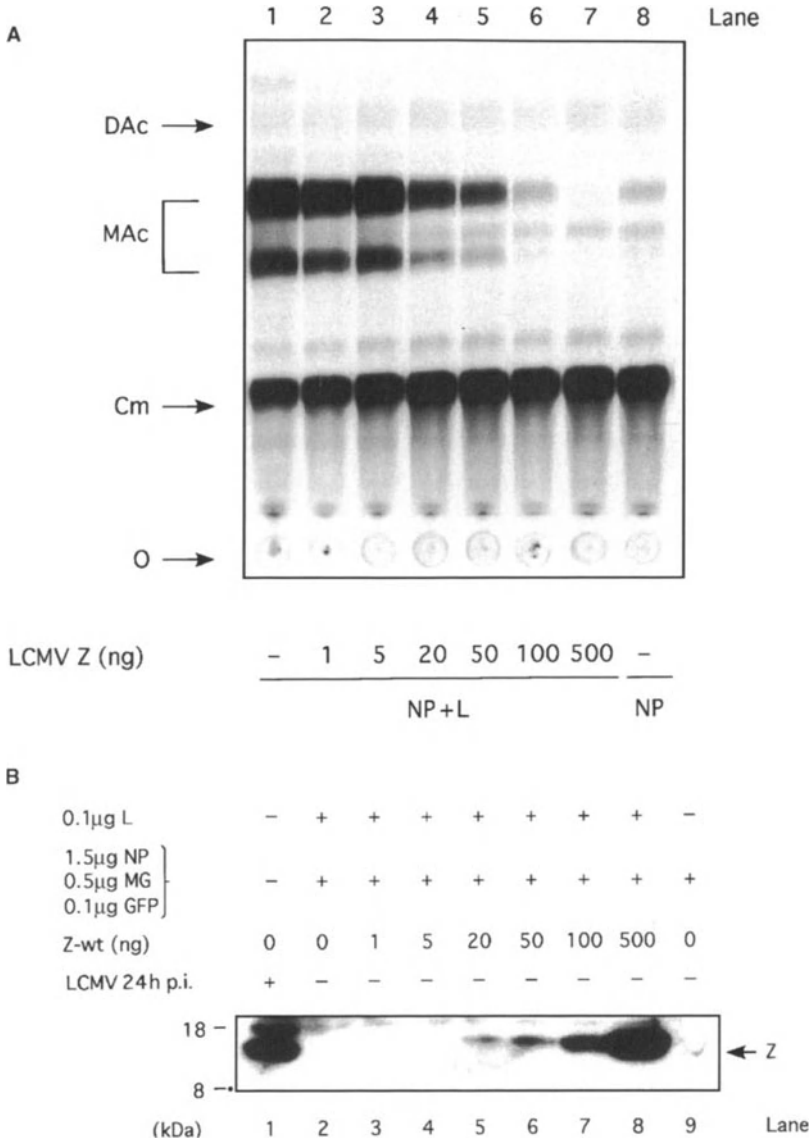 A
1 2 3 4 5 6 7 8 Lane
DAc
MAc
Cm
O
LCMV Z (ng) – 1 5 20 50 100 500 –
NP+L NP
B
0.1µg L – + + + + + + + –
1.5µg NP
0.5µg MG – + + + + + + + +
0.1µg GFP
Z-wt (ng) 0 0 1 5 20 50 100 500 0
LCMV 24h p.i. + – – – – – – – –
18
Z
8
(kDa) 1 2 3 4 5 6 7 8 9 Lane